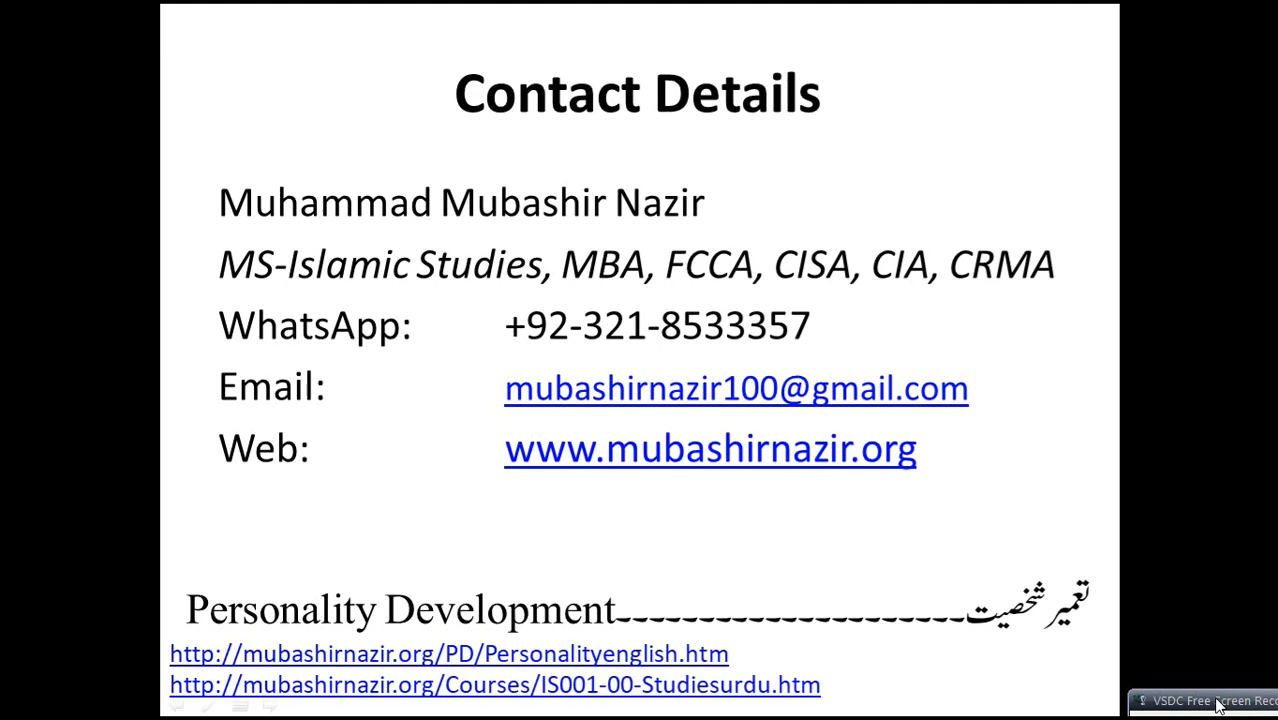 Contact Details
Muhammad Mubashir Nazir
MS-Islamic Studies, MBA, FCCA, CISA, CIA, CRMA
WhatsApp: +92-321-8533357
Email: mubashirnazir100@gmail.com
Web: www.mubashirnazir.org
Personality Development۔۔۔۔۔۔۔۔۔۔۔۔۔۔۔۔۔۔۔۔۔تعمیر شخصیت
http://mubashirnazir.org/PD/Personalityenglish.htm
http://mubashirnazir.org/Courses/IS001-00-Studiesurdu.htm
VSDC Free Screen Reco